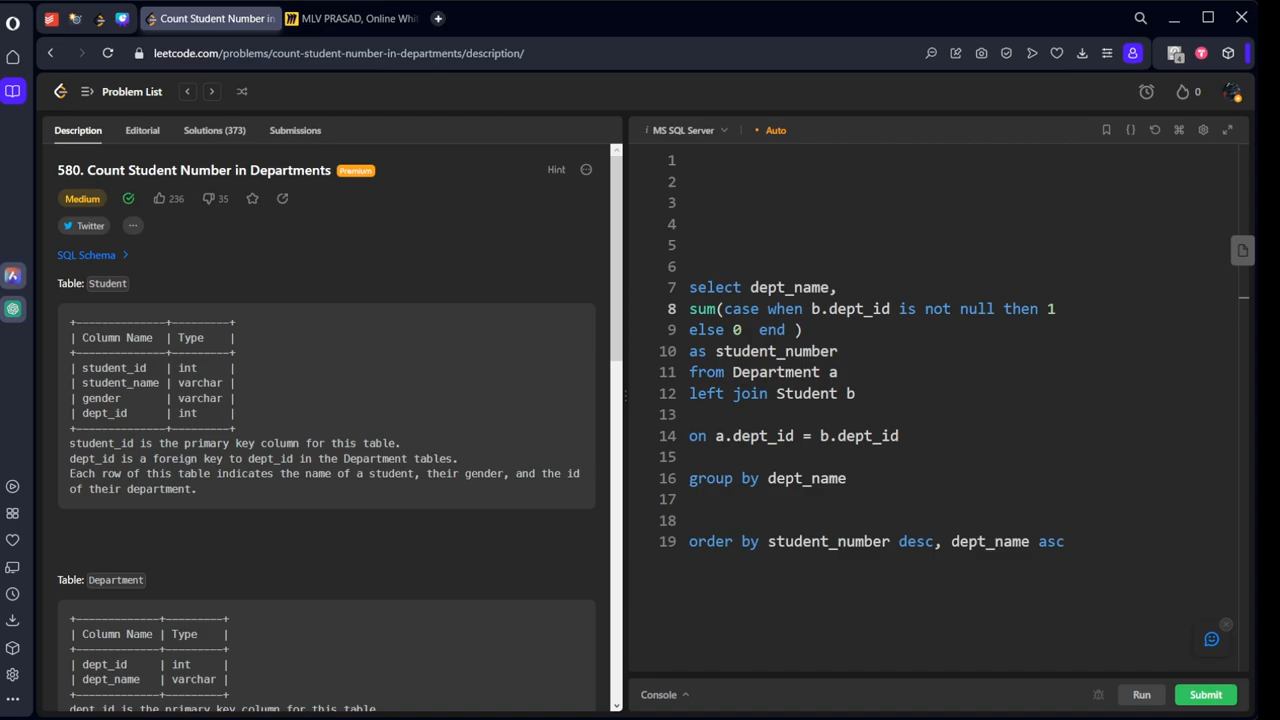 Count Student Number in
MLV PRASAD, Online Whi
leetcode.com/problems/count-student-number-in-departments/description/
4
Problem List
0
Description
Editorial
Solutions (373)
Submissions
580. Count Student Number in Departments
Premium
Hint
Medium
236
35
Twitter
SQL Schema
Table: Student
+--------------+---------+
| Column Name  | Type    |
+--------------+---------+
| student_id   | int     |
| student_name | varchar |
| gender       | varchar |
| dept_id      | int     |
+--------------+---------+
student_id is the primary key column for this table.
dept_id is a foreign key to dept_id in the Department tables.
Each row of this table indicates the name of a student, their gender, and the id
of their department.
Table: Department
+-------------+---------+
| Column Name | Type    |
+-------------+---------+
| dept_id     | int     |
| dept_name   | varchar |
+-------------+---------+
dept_id is the primary key column for this table.
MS SQL Server
Auto
1
2
3
4
5
6
7 select dept_name,
8 sum(case when b.dept_id is not null then 1
9 else 0  end )
10 as student_number
11 from Department a
12 left join Student b
13
14 on a.dept_id = b.dept_id
15
16 group by dept_name
17
18
19 order by student_number desc, dept_name asc
Console
Run
Submit